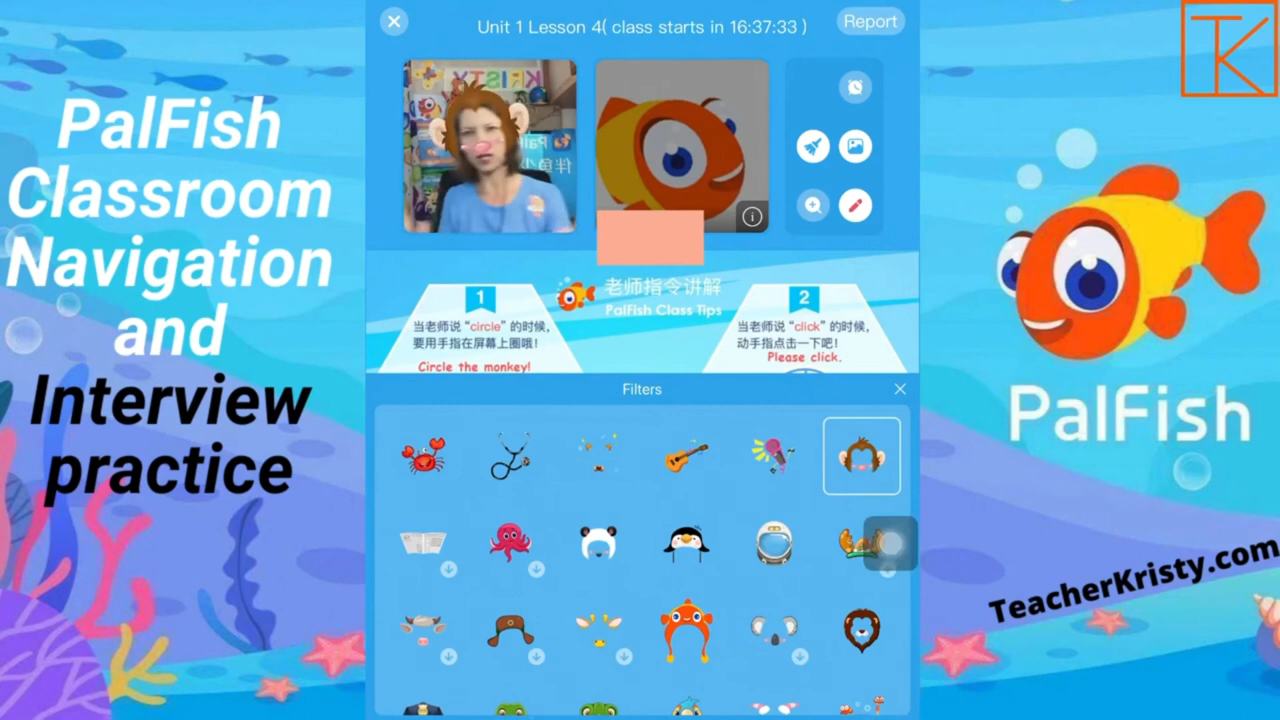 PalFish
Classroom
Navigation
and
Interview
practice
Unit 1 Lesson 4( class starts in 16:37:33 )
Report
KRISTY
PalFish
1
当老师说“circle”的时候，
要用手指在屏幕上圈哦！
Circle the monkey!
老师指令讲解
PalFish Class Tips
2
当老师说“click”的时候，
动手指点击一下吧！
Please click.
Filters
TK
PalFish
TeacherKristy.com